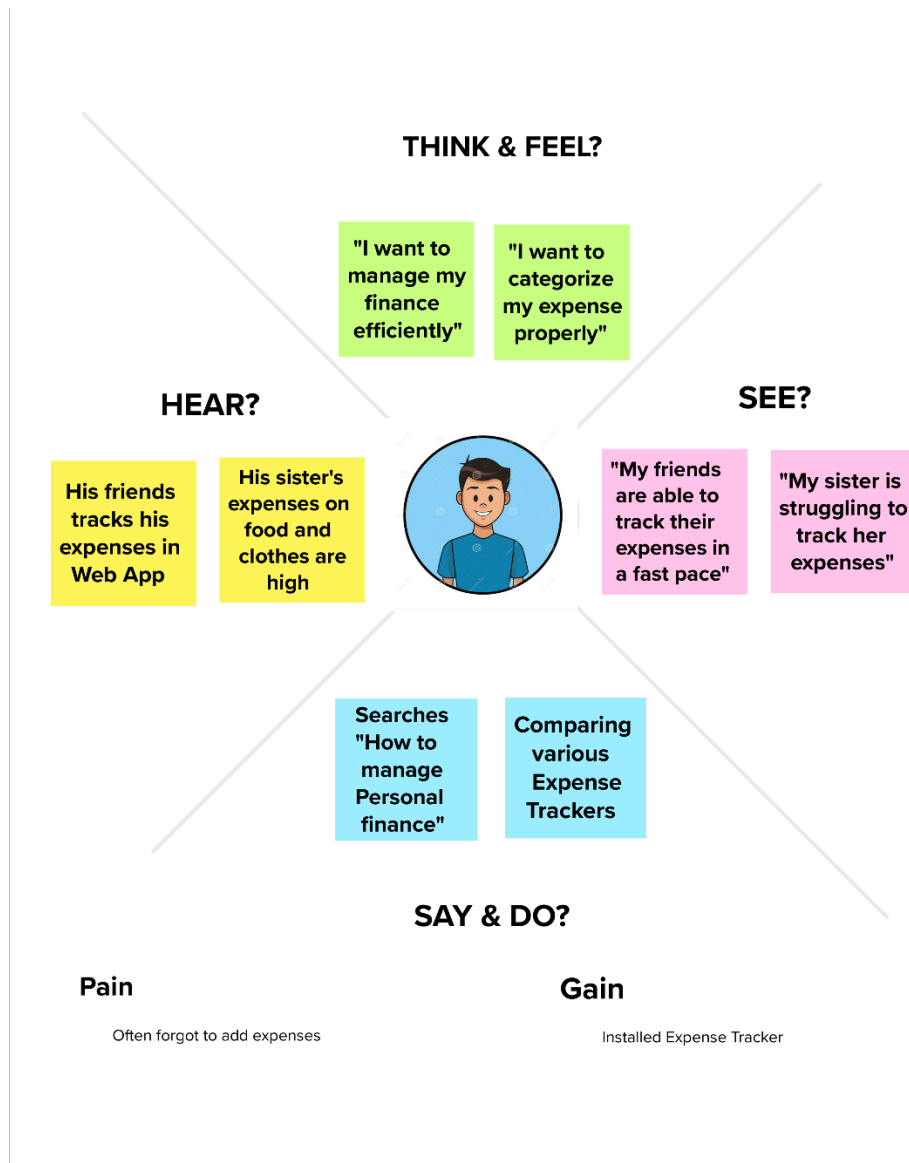 THINK & FEEL?
"I want to
manage my
finance
efficiently"
"I want to
categorize
my expense
properly"
HEAR?
His friends
tracks his
expenses in
Web App
His sister's
expenses on
food and
clothes are
high
SEE?
"My friends
are able to
track their
expenses in
a fast pace"
"My sister is
struggling to
track her
expenses"
Searches
"How to
manage
Personal
finance"
Comparing
various
Expense
Trackers
SAY & DO?
Pain
Often forgot to add expenses
Gain
Installed Expense Tracker